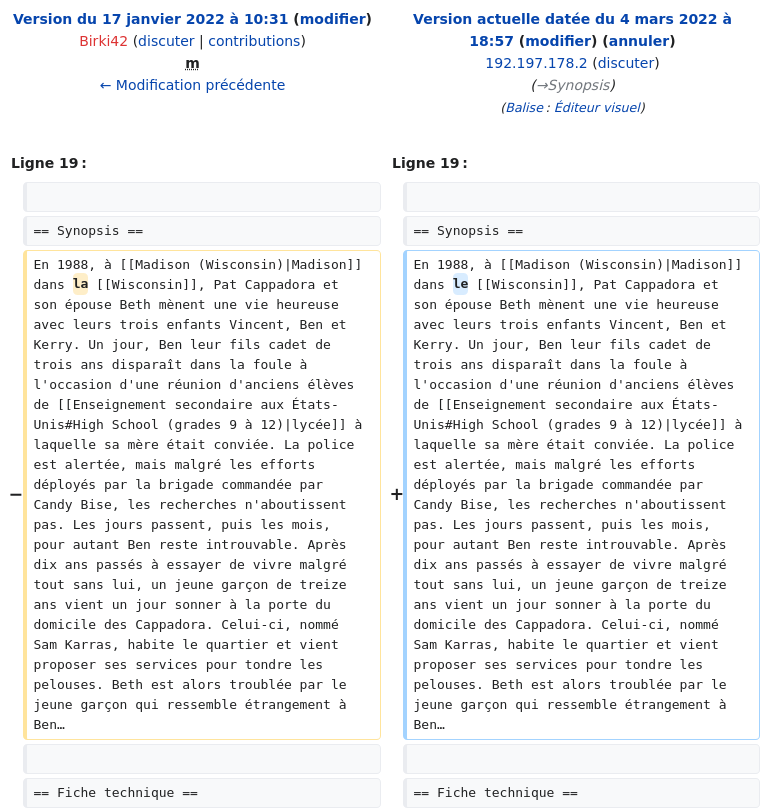 Version du 17 janvier 2022 à 10:31 (modifier)
Birki42 (discuter | contributions)
m
← Modification précédente
Version actuelle datée du 4 mars 2022 à
18:57 (modifier) (annuler)
192.197.178.2 (discuter)
(→Synopsis)
(Balise : Éditeur visuel)
Ligne 19 :
== Synopsis ==
− En 1988, à [[Madison (Wisconsin)|Madison]]
dans la [[Wisconsin]], Pat Cappadora et
son épouse Beth mènent une vie heureuse
avec leurs trois enfants Vincent, Ben et
Kerry. Un jour, Ben leur fils cadet de
trois ans disparaît dans la foule à
l'occasion d'une réunion d'anciens élèves
de [[Enseignement secondaire aux États-
Unis#High School (grades 9 à 12)|lycée]] à
laquelle sa mère était conviée. La police
est alertée, mais malgré les efforts
déployés par la brigade commandée par
Candy Bise, les recherches n'aboutissent
pas. Les jours passent, puis les mois,
pour autant Ben reste introuvable. Après
dix ans passés à essayer de vivre malgré
tout sans lui, un jeune garçon de treize
ans vient un jour sonner à la porte du
domicile des Cappadora. Celui-ci, nommé
Sam Karras, habite le quartier et vient
proposer ses services pour tondre les
pelouses. Beth est alors troublée par le
jeune garçon qui ressemble étrangement à
Ben…
== Fiche technique ==
Ligne 19 :
== Synopsis ==
+ En 1988, à [[Madison (Wisconsin)|Madison]]
dans le [[Wisconsin]], Pat Cappadora et
son épouse Beth mènent une vie heureuse
avec leurs trois enfants Vincent, Ben et
Kerry. Un jour, Ben leur fils cadet de
trois ans disparaît dans la foule à
l'occasion d'une réunion d'anciens élèves
de [[Enseignement secondaire aux États-
Unis#High School (grades 9 à 12)|lycée]] à
laquelle sa mère était conviée. La police
est alertée, mais malgré les efforts
déployés par la brigade commandée par
Candy Bise, les recherches n'aboutissent
pas. Les jours passent, puis les mois,
pour autant Ben reste introuvable. Après
dix ans passés à essayer de vivre malgré
tout sans lui, un jeune garçon de treize
ans vient un jour sonner à la porte du
domicile des Cappadora. Celui-ci, nommé
Sam Karras, habite le quartier et vient
proposer ses services pour tondre les
pelouses. Beth est alors troublée par le
jeune garçon qui ressemble étrangement à
Ben…
== Fiche technique ==